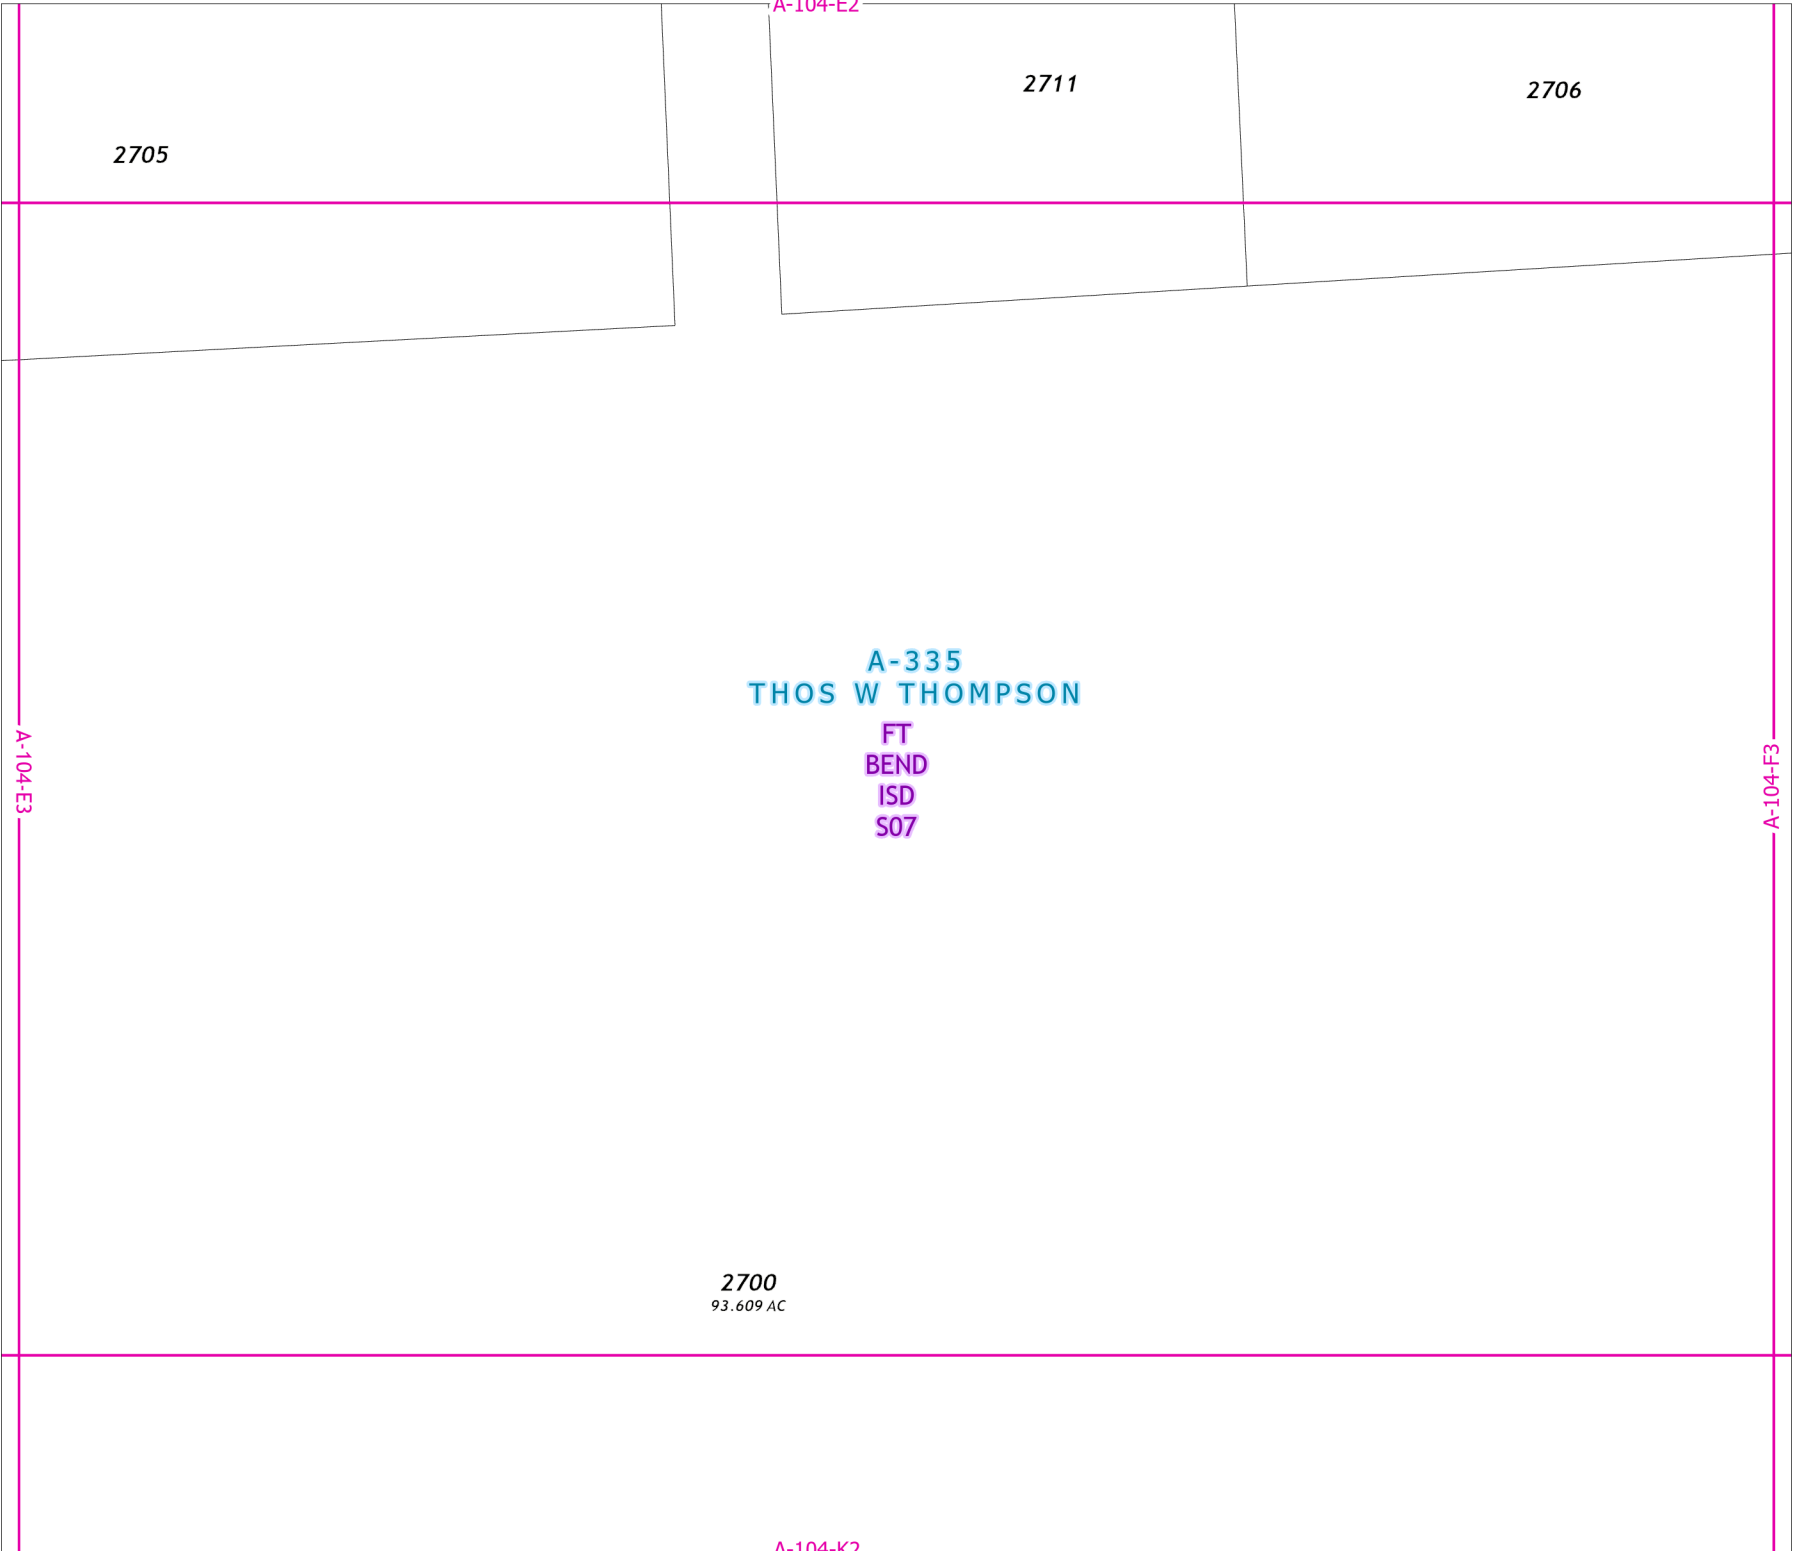 A-104-E2
2711
2706
2705
A-335
THOS W THOMPSON
FT
BEND
ISD
S07
A-104-E3
A-104-F3
2700
93.609 AC
A-104-K2